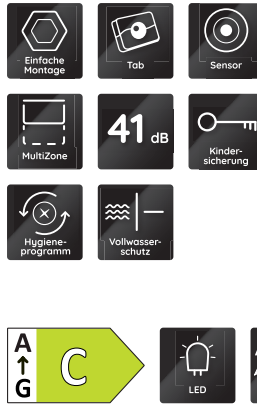 Einfache
Montage
Tab
Sensor
MultiZone
41 dB
Kinder-
sicherung
Hygiene-
programm
Vollwasser-
schutz
A
G
C
LED